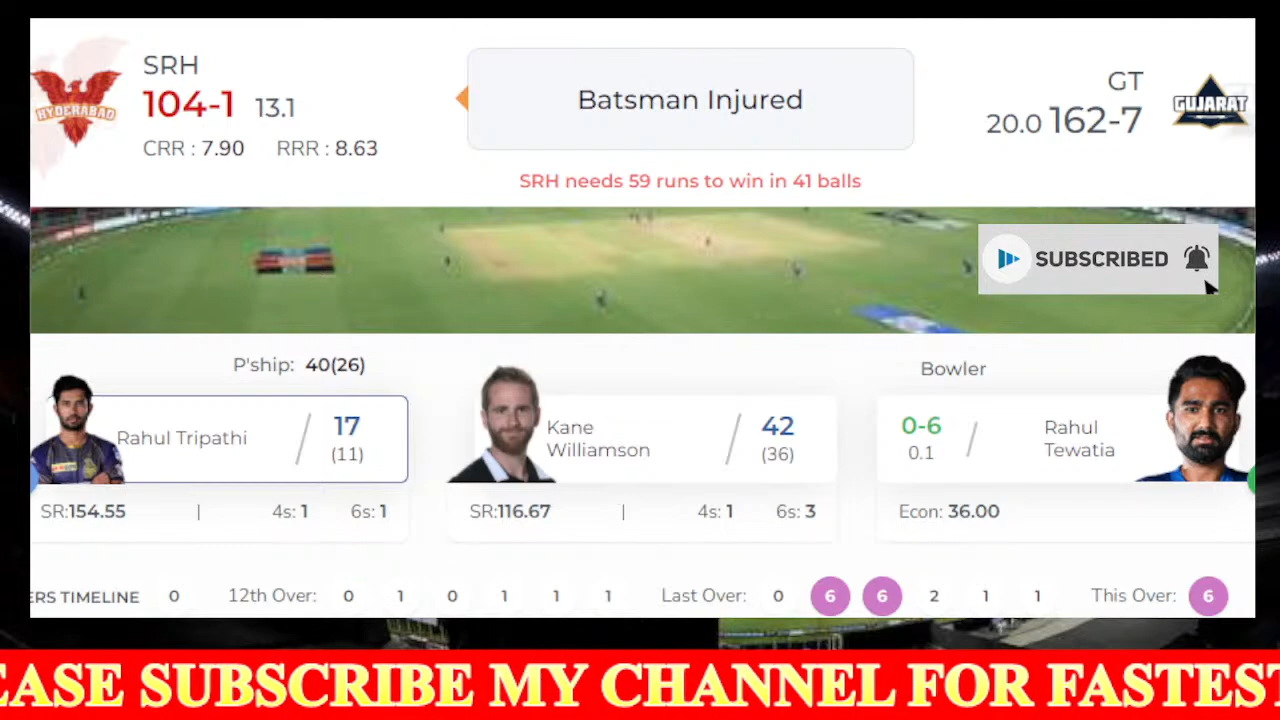 SRH
104-1 13.1
CRR : 7.90 RRR : 8.63
HYDERABAD
Batsman Injured
SRH needs 59 runs to win in 41 balls
GT
20.0 162-7
GUJARAT
SUBSCRIBED
P'ship: 40(26)
Rahul Tripathi
17
(11)
SR:154.55 | 4s: 1 6s: 1
Kane
Williamson
42
(36)
SR:116.67 | 4s: 1 6s: 3
Bowler
0-6
0.1
Rahul
Tewatia
Econ: 36.00
ERS TIMELINE 0 12th Over: 0 1 0 1 1 1 Last Over: 0 6 6 2 1 1 This Over: 6
EASE SUBSCRIBE MY CHANNEL FOR FASTEST